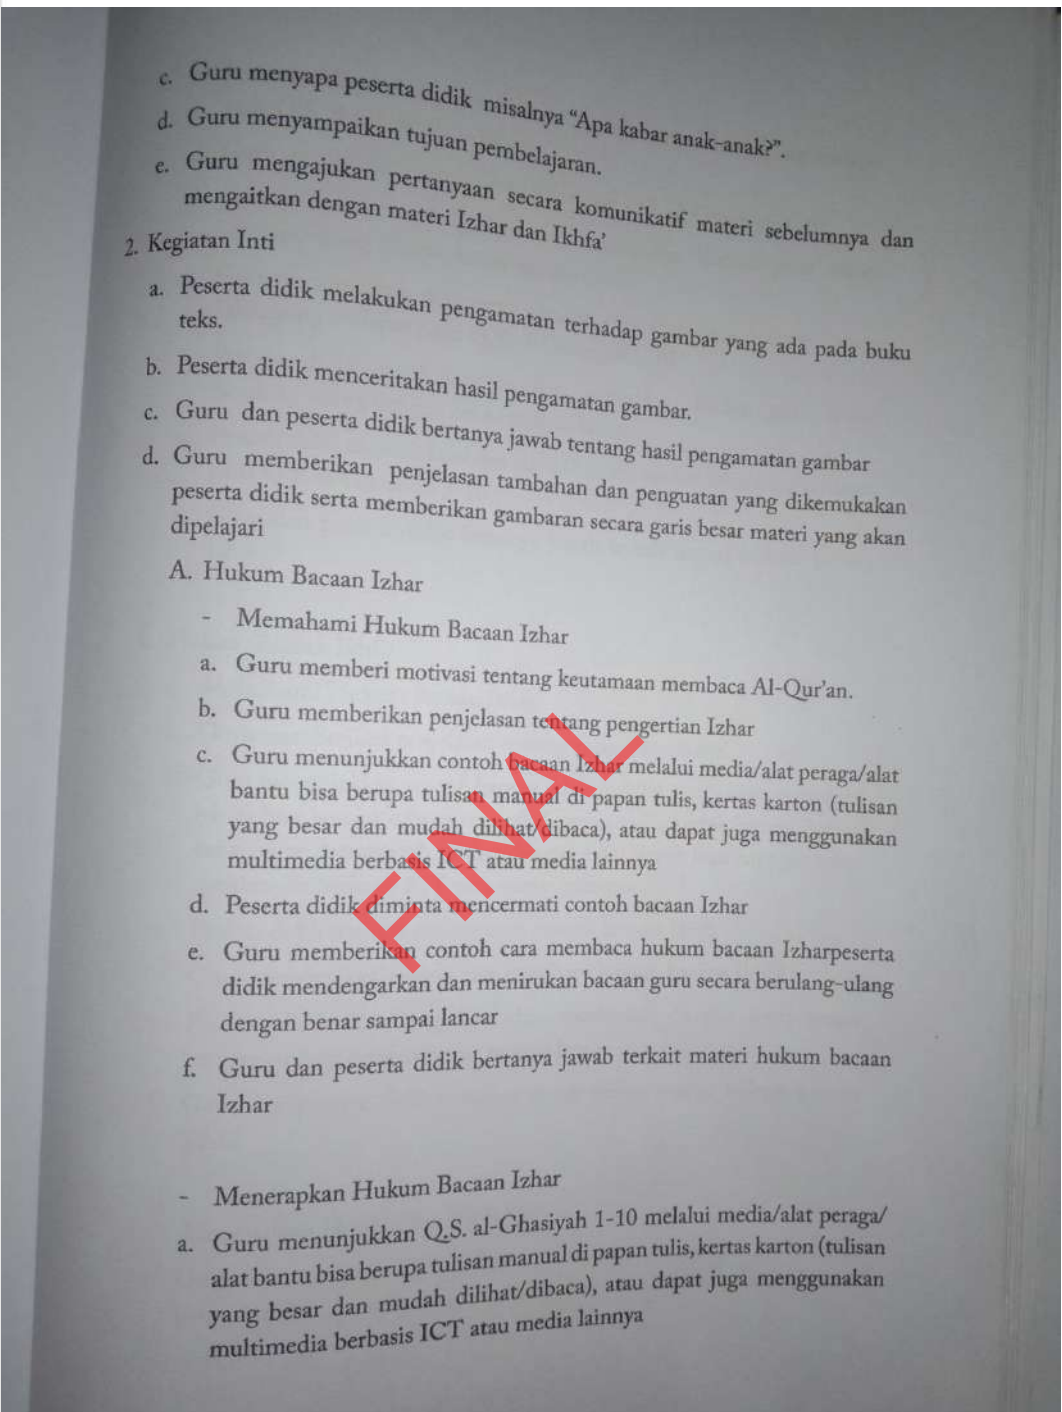 c. Guru menyapa peserta didik misalnya “Apa kabar anak-anak?”.
d. Guru menyampaikan tujuan pembelajaran.
e. Guru mengajukan pertanyaan secara komunikatif materi sebelumnya dan
mengaitkan dengan materi Izhar dan Ikhfa’
2. Kegiatan Inti
a. Peserta didik melakukan pengamatan terhadap gambar yang ada pada buku
teks.
b. Peserta didik menceritakan hasil pengamatan gambar.
c. Guru dan peserta didik bertanya jawab tentang hasil pengamatan gambar
d. Guru memberikan penjelasan tambahan dan penguatan yang dikemukakan
peserta didik serta memberikan gambaran secara garis besar materi yang akan
dipelajari
A. Hukum Bacaan Izhar
- Memahami Hukum Bacaan Izhar
a. Guru memberi motivasi tentang keutamaan membaca Al-Qur’an.
b. Guru memberikan penjelasan tentang pengertian Izhar
c. Guru menunjukkan contoh bacaan Izhar melalui media/alat peraga/alat
bantu bisa berupa tulisan manual di papan tulis, kertas karton (tulisan
yang besar dan mudah dilihat/dibaca), atau dapat juga menggunakan
multimedia berbasis ICT atau media lainnya
d. Peserta didik diminta mencermati contoh bacaan Izhar
e. Guru memberikan contoh cara membaca hukum bacaan Izharpeserta
didik mendengarkan dan menirukan bacaan guru secara berulang-ulang
dengan benar sampai lancar
f. Guru dan peserta didik bertanya jawab terkait materi hukum bacaan
Izhar
- Menerapkan Hukum Bacaan Izhar
a. Guru menunjukkan Q.S. al-Ghasiyah 1-10 melalui media/alat peraga/
alat bantu bisa berupa tulisan manual di papan tulis, kertas karton (tulisan
yang besar dan mudah dilihat/dibaca), atau dapat juga menggunakan
multimedia berbasis ICT atau media lainnya
FINAL